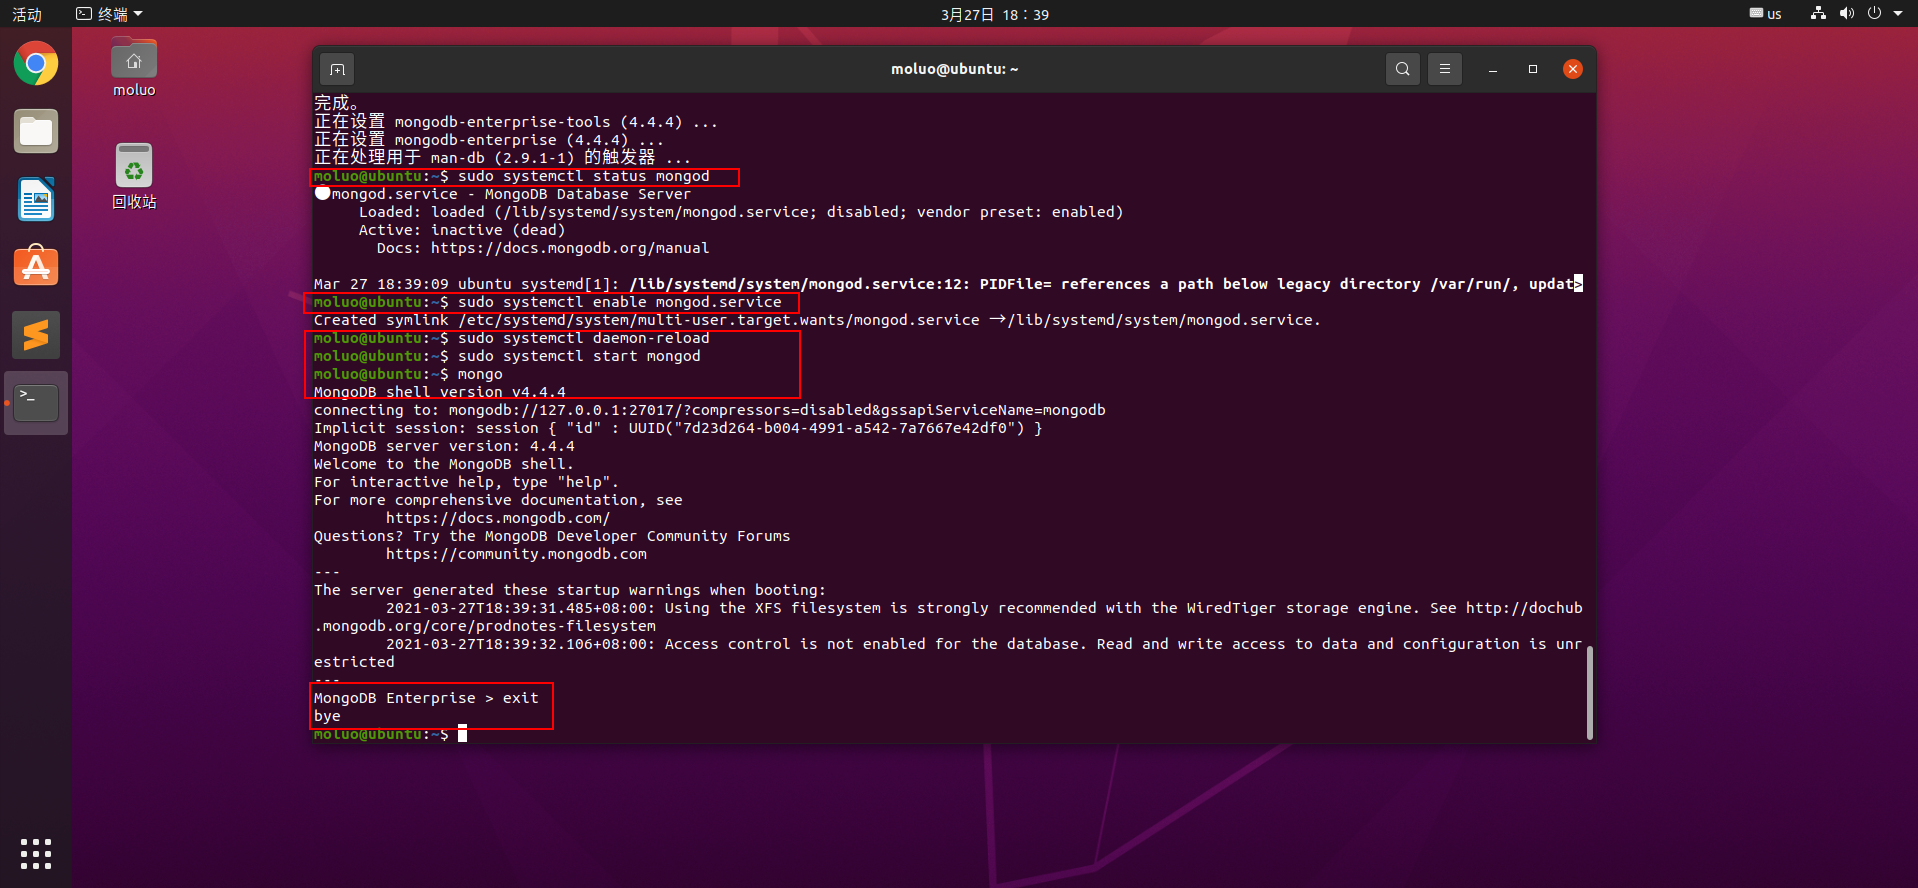 活动
终端
3月27日 18：39
us
moluo
回收站
moluo@ubuntu: ~
完成。
正在设置 mongodb-enterprise-tools (4.4.4) ...
正在设置 mongodb-enterprise (4.4.4) ...
正在处理用于 man-db (2.9.1-1) 的触发器 ...
moluo@ubuntu:~$ sudo systemctl status mongod
●mongod.service - MongoDB Database Server
     Loaded: loaded (/lib/systemd/system/mongod.service; disabled; vendor preset: enabled)
     Active: inactive (dead)
       Docs: https://docs.mongodb.org/manual
Mar 27 18:39:09 ubuntu systemd[1]: /lib/systemd/system/mongod.service:12: PIDFile= references a path below legacy directory /var/run/, updat>
moluo@ubuntu:~$ sudo systemctl enable mongod.service
Created symlink /etc/systemd/system/multi-user.target.wants/mongod.service →/lib/systemd/system/mongod.service.
moluo@ubuntu:~$ sudo systemctl daemon-reload
moluo@ubuntu:~$ sudo systemctl start mongod
moluo@ubuntu:~$ mongo
MongoDB shell version v4.4.4
connecting to: mongodb://127.0.0.1:27017/?compressors=disabled&gssapiServiceName=mongodb
Implicit session: session { "id" : UUID("7d23d264-b004-4991-a542-7a7667e42df0") }
MongoDB server version: 4.4.4
Welcome to the MongoDB shell.
For interactive help, type "help".
For more comprehensive documentation, see
        https://docs.mongodb.com/
Questions? Try the MongoDB Developer Community Forums
        https://community.mongodb.com
---
The server generated these startup warnings when booting:
        2021-03-27T18:39:31.485+08:00: Using the XFS filesystem is strongly recommended with the WiredTiger storage engine. See http://dochub
.mongodb.org/core/prodnotes-filesystem
        2021-03-27T18:39:32.106+08:00: Access control is not enabled for the database. Read and write access to data and configuration is unr
estricted
---
MongoDB Enterprise > exit
bye
moluo@ubuntu:~$